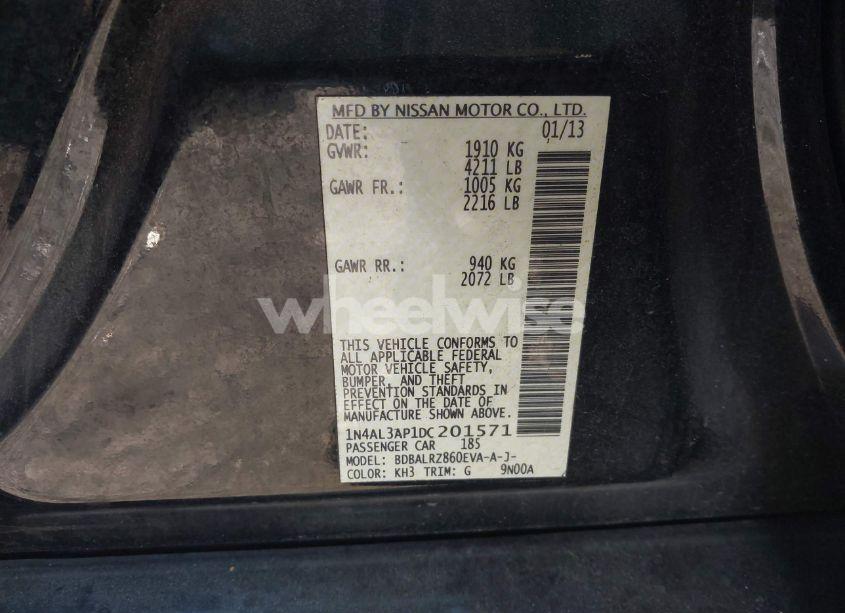 MFD BY NISSAN MOTOR CO., LTD.
DATE: 01/13
GVWR: 1910 KG
4211 LB
GAWR FR.: 1005 KG
2216 LB
GAWR RR.: 940 KG
2072 LB
wheelwise
THIS VEHICLE CONFORMS TO
ALL APPLICABLE FEDERAL
MOTOR VEHICLE SAFETY,
BUMPER, AND THEFT
PREVENTION STANDARDS IN
EFFECT ON THE DATE OF
MANUFACTURE SHOWN ABOVE.
1N4AL3AP1DC201571
PASSENGER CAR 185
MODEL: BDBALRZ860EVA-A-J-
COLOR: KH3 TRIM: G 9N00A